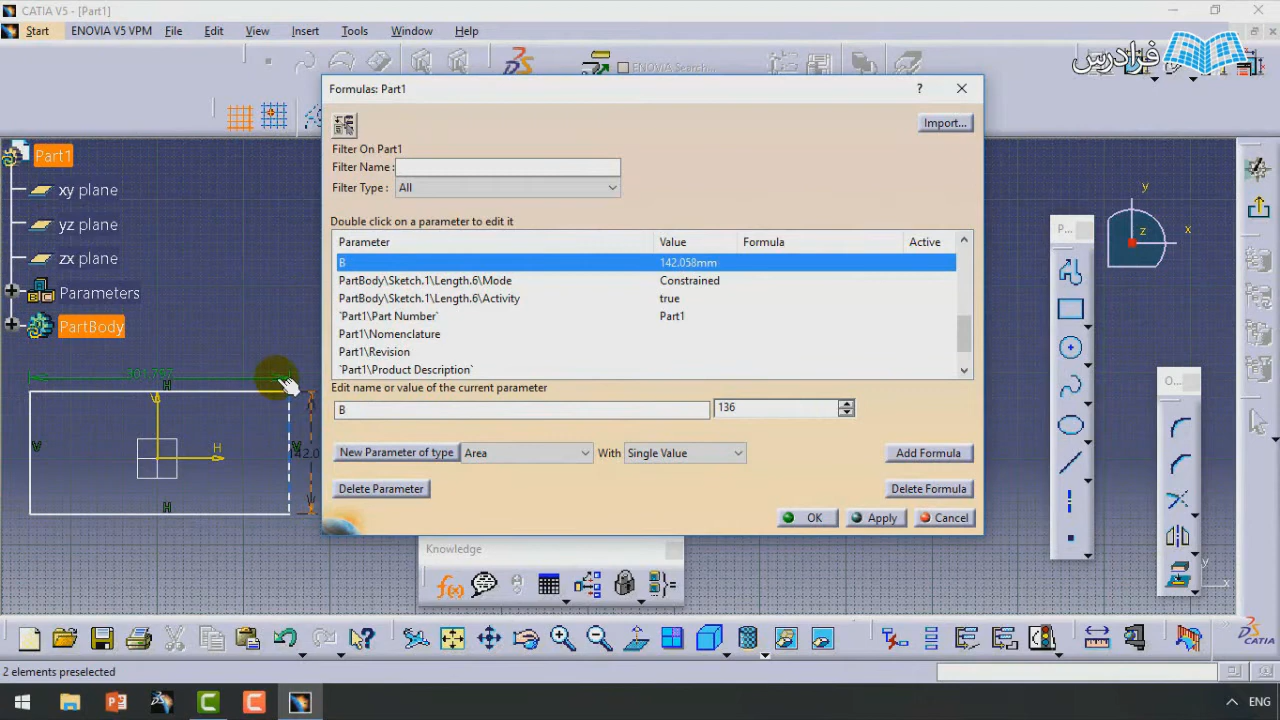 CATIA V5 - [Part1]
Start ENOVIA V5 VPM File Edit View Insert Tools Window Help
ENOVIA Search...
فرادرس
Formulas: Part1
?
Import...
Filter On Part1
Filter Name :
Filter Type : All
Double click on a parameter to edit it
Parameter Value Formula Active
B 142.058mm
PartBody\Sketch.1\Length.6\Mode Constrained
PartBody\Sketch.1\Length.6\Activity true
`Part1\Part Number` Part1
Part1\Nomenclature
Part1\Revision
`Part1\Product Description`
Edit name or value of the current parameter
B 136
New Parameter of type Area With Single Value Add Formula
Delete Parameter Delete Formula
OK Apply Cancel
Part1
xy plane
yz plane
zx plane
Parameters
PartBody
H
V
H
V
H
y
x
z
P...
O...
y
x
Knowledge
f(x)
CATIA
2 elements preselected
ENG